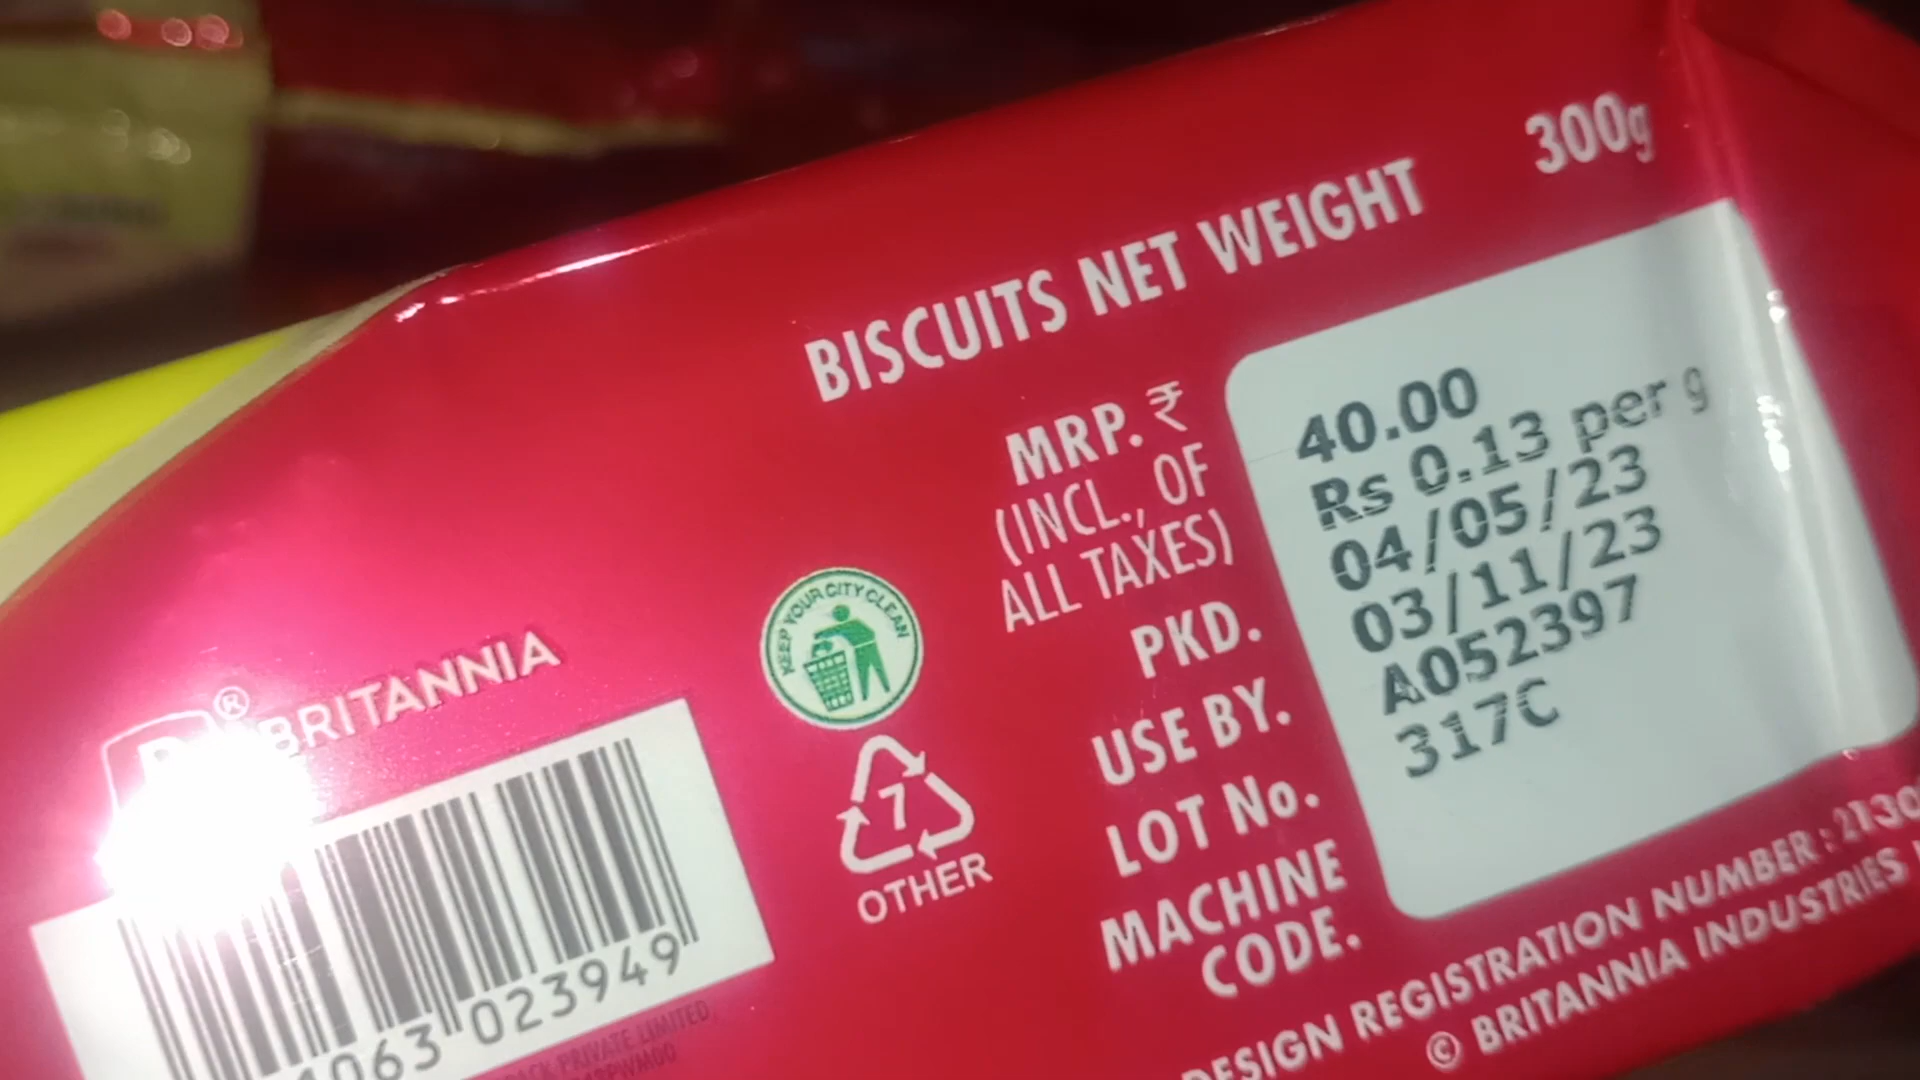 BISCUITS NET WEIGHT 300g
MRP. ₹ 40.00
(INCL., OF Rs 0.13 per g
ALL TAXES)
PKD. 04/05/23
USE BY. 03/11/23
LOT No. A052397
MACHINE 317C
CODE.
KEEP YOUR CITY CLEAN
7
OTHER
® BRITANNIA
063 023949
PRIVATE LIMITED.
DESIGN REGISTRATION NUMBER : 2130
© BRITANNIA INDUSTRIES